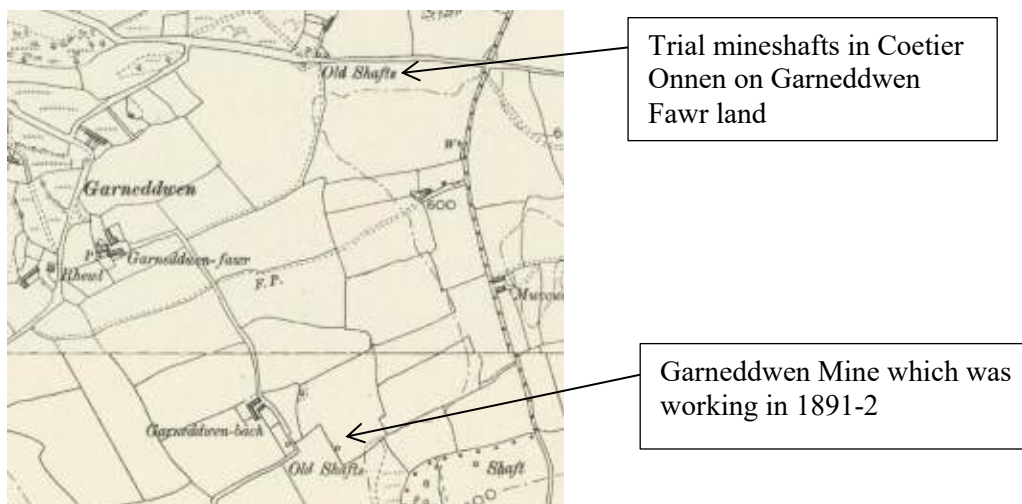 Trial mineshafts in Coetier
Onnen on Garneddwen
Fawr land
Old Shafts
W
Garneddwen
600
P
Garneddwen-fawr
Rhewl
F. P.
Garneddwen Mine which was
working in 1891-2
Garneddwen-bach
Old Shafts
Shaft